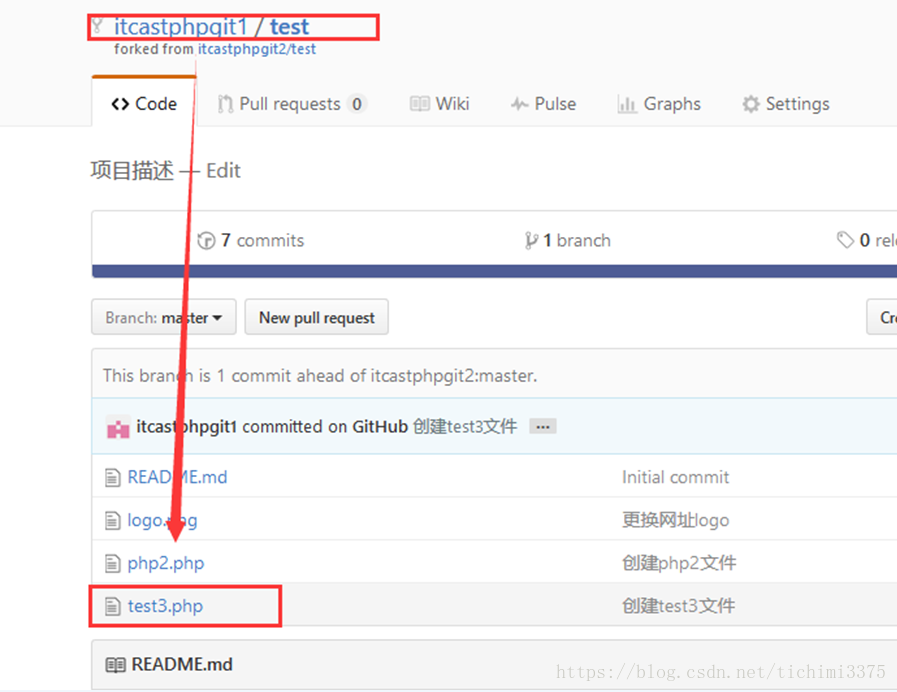 itcastphpgit1 / test
forked from itcastphpgit2/test
Code Pull requests 0 Wiki Pulse Graphs Settings
项目描述 — Edit
7 commits 1 branch 0 rel
Branch: master New pull request Cr
This branch is 1 commit ahead of itcastphpgit2:master.
itcastphpgit1 committed on GitHub 创建test3文件 ...
README.md Initial commit
logo.png 更换网址logo
php2.php 创建php2文件
test3.php 创建test3文件
README.md
https://blog.csdn.net/tichimi3375